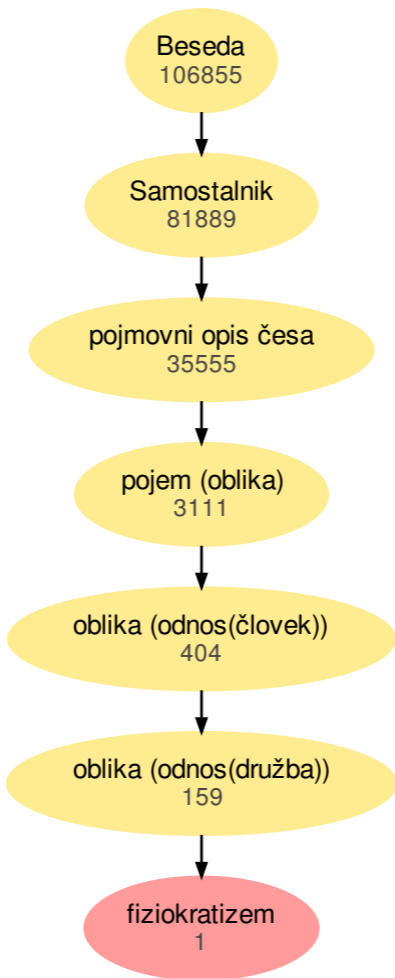 Beseda
106855
Samostalnik
81889
pojmovni opis česa
35555
pojem (oblika)
3111
oblika (odnos(človek))
404
oblika (odnos(družba))
159
fiziokratizem
1